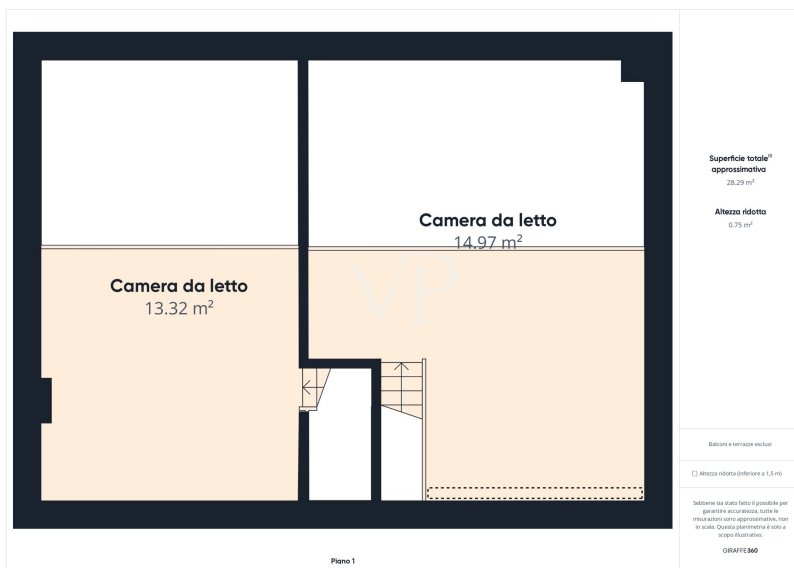 Camera da letto
14.97 m²
Camera da letto
13.32 m²
VP
Piano 1
Superficie totale⁽¹⁾
approssimativa
28.29 m²
Altezza ridotta
0.75 m²
Balconi e terrazze esclusi
Altezza ridotta (inferiore a 1,5 m)
Sebbene sia stato fatto il possibile per
garantire accuratezza, tutte le
misurazioni sono approssimative, non
in scala. Questa planimetria è solo a
scopo illustrativo.
GIRAFFE360